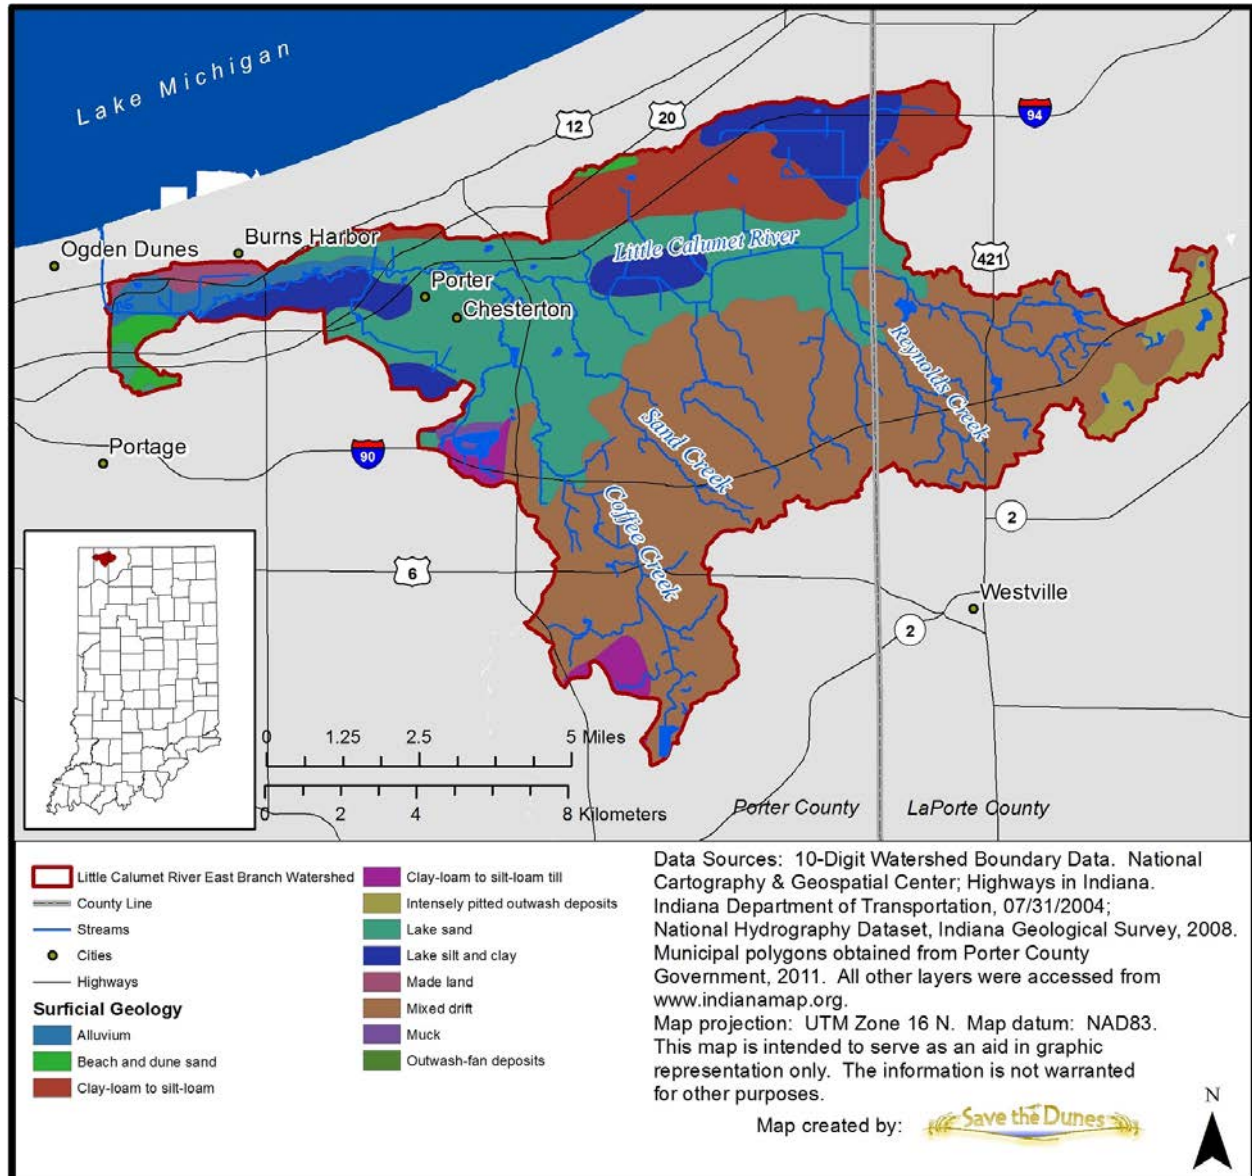 Lake Michigan
12
20
94
Ogden Dunes
Burns Harbor
Little Calumet River
421
Porter
Chesterton
Reynolds Creek
Sand Creek
Portage
90
Coffee Creek
2
6
Westville
2
0 1.25 2.5 5 Miles
0 2 4 8 Kilometers
Porter County LaPorte County
Little Calumet River East Branch Watershed
County Line
Streams
Cities
Highways
Surficial Geology
Alluvium
Beach and dune sand
Clay-loam to silt-loam
Clay-loam to silt-loam till
Intensely pitted outwash deposits
Lake sand
Lake silt and clay
Made land
Mixed drift
Muck
Outwash-fan deposits
Data Sources: 10-Digit Watershed Boundary Data. National
Cartography & Geospatial Center; Highways in Indiana.
Indiana Department of Transportation, 07/31/2004;
National Hydrography Dataset, Indiana Geological Survey, 2008.
Municipal polygons obtained from Porter County
Government, 2011. All other layers were accessed from
www.indianamap.org.
Map projection: UTM Zone 16 N. Map datum: NAD83.
This map is intended to serve as an aid in graphic
representation only. The information is not warranted
for other purposes.
Map created by: Save the Dunes
N